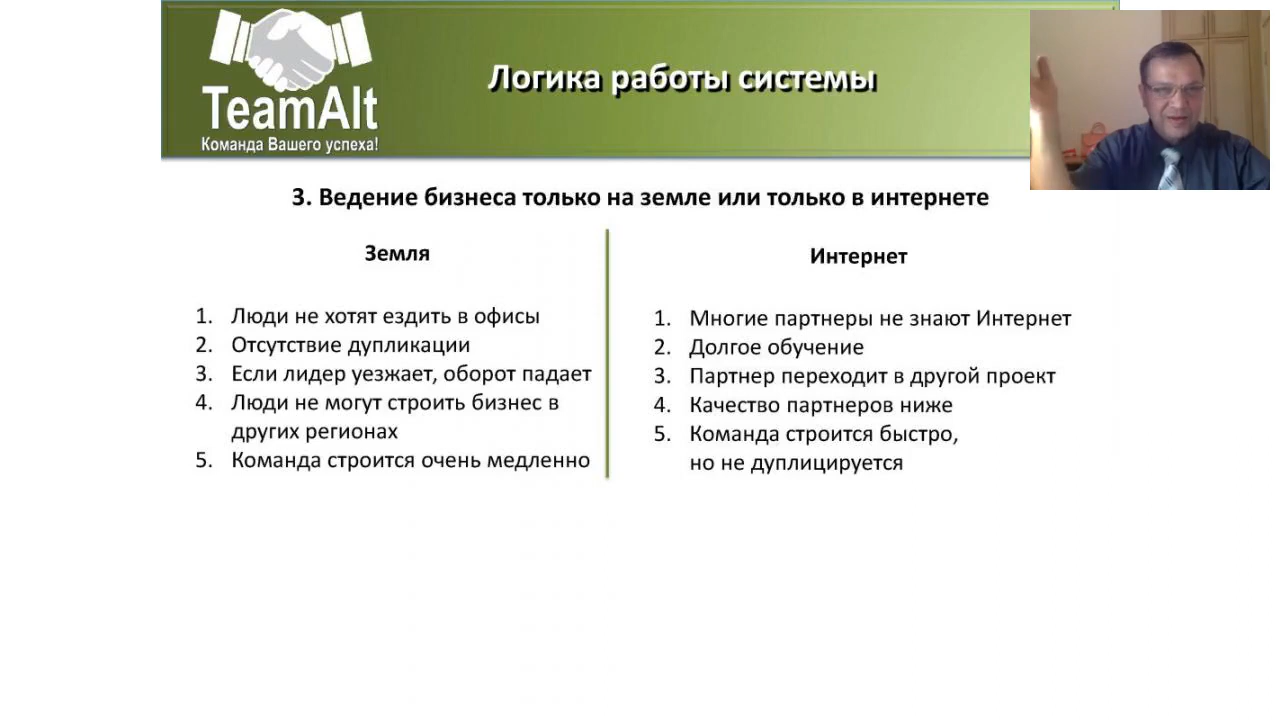 TeamAlt
Команда Вашего успеха!
Логика работы системы
3. Ведение бизнеса только на земле или только в интернете
Земля
1. Люди не хотят ездить в офисы
2. Отсутствие дупликации
3. Если лидер уезжает, оборот падает
4. Люди не могут строить бизнес в
других регионах
5. Команда строится очень медленно
Интернет
1. Многие партнеры не знают Интернет
2. Долгое обучение
3. Партнер переходит в другой проект
4. Качество партнеров ниже
5. Команда строится быстро,
но не дуплицируется